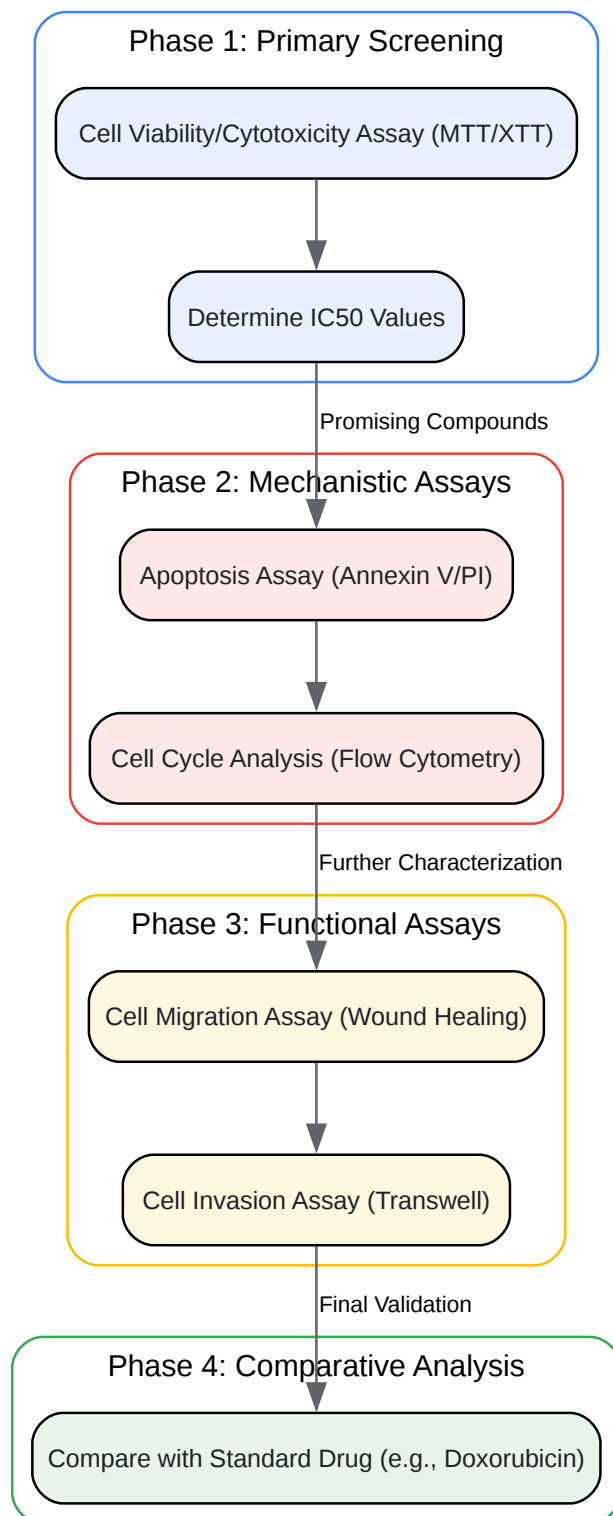 Phase 1: Primary Screening
Cell Viability/Cytotoxicity Assay (MTT/XTT)
Determine IC50 Values
Promising Compounds
Phase 2: Mechanistic Assays
Apoptosis Assay (Annexin V/PI)
Cell Cycle Analysis (Flow Cytometry)
Further Characterization
Phase 3: Functional Assays
Cell Migration Assay (Wound Healing)
Cell Invasion Assay (Transwell)
Final Validation
Phase 4: Comparative Analysis
Compare with Standard Drug (e.g., Doxorubicin)